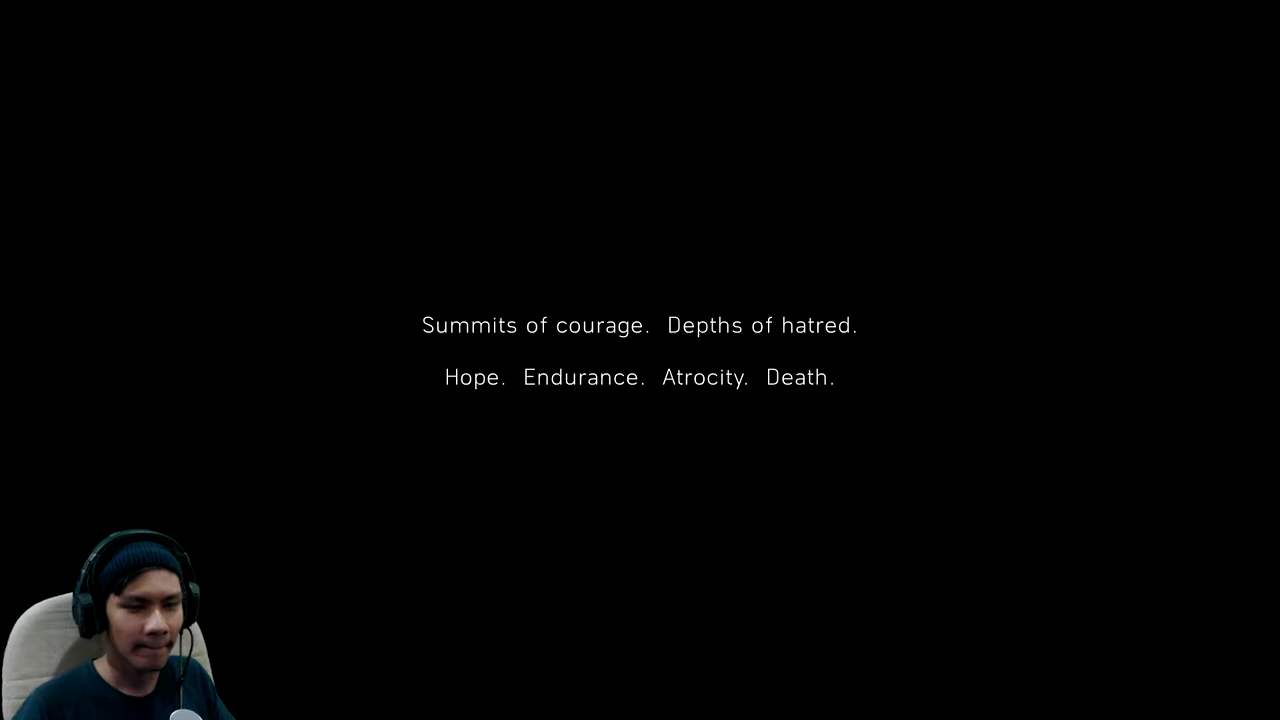 Summits of courage. Depths of hatred.
Hope. Endurance. Atrocity. Death.